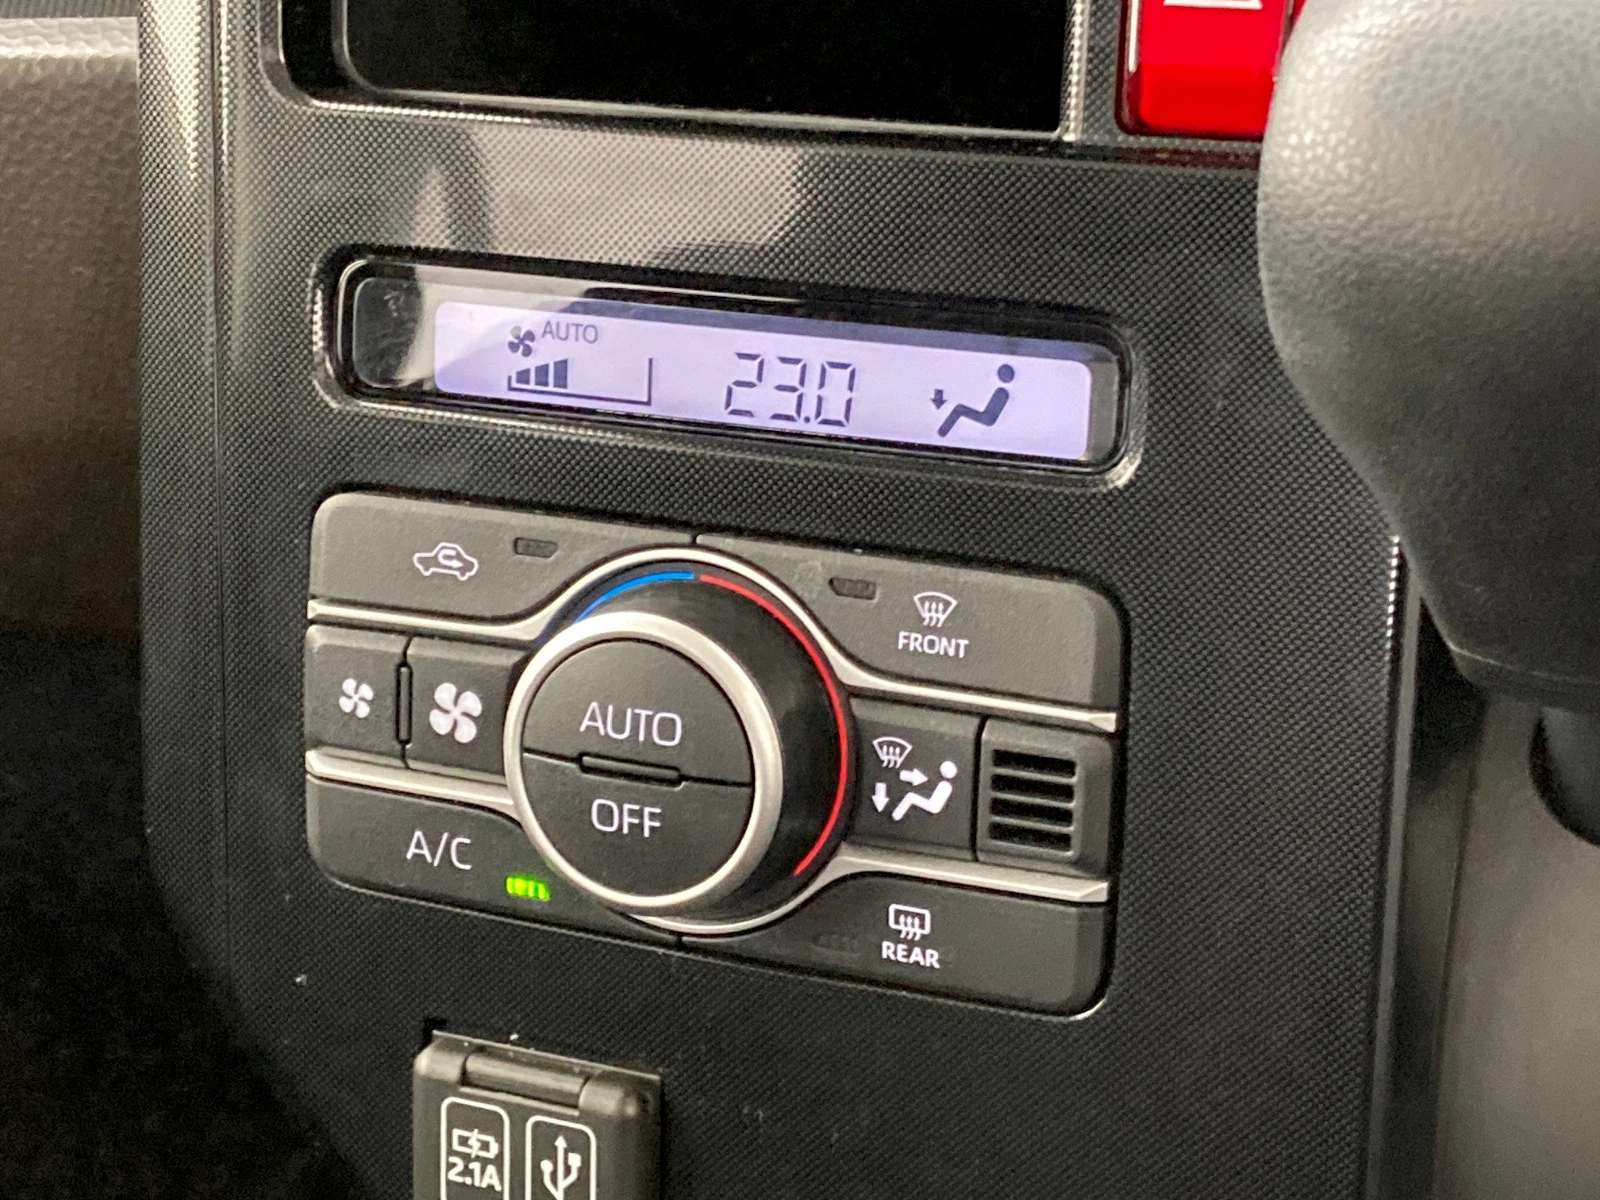 AUTO
23.0
FRONT
AUTO
OFF
A/C
REAR
2.1A